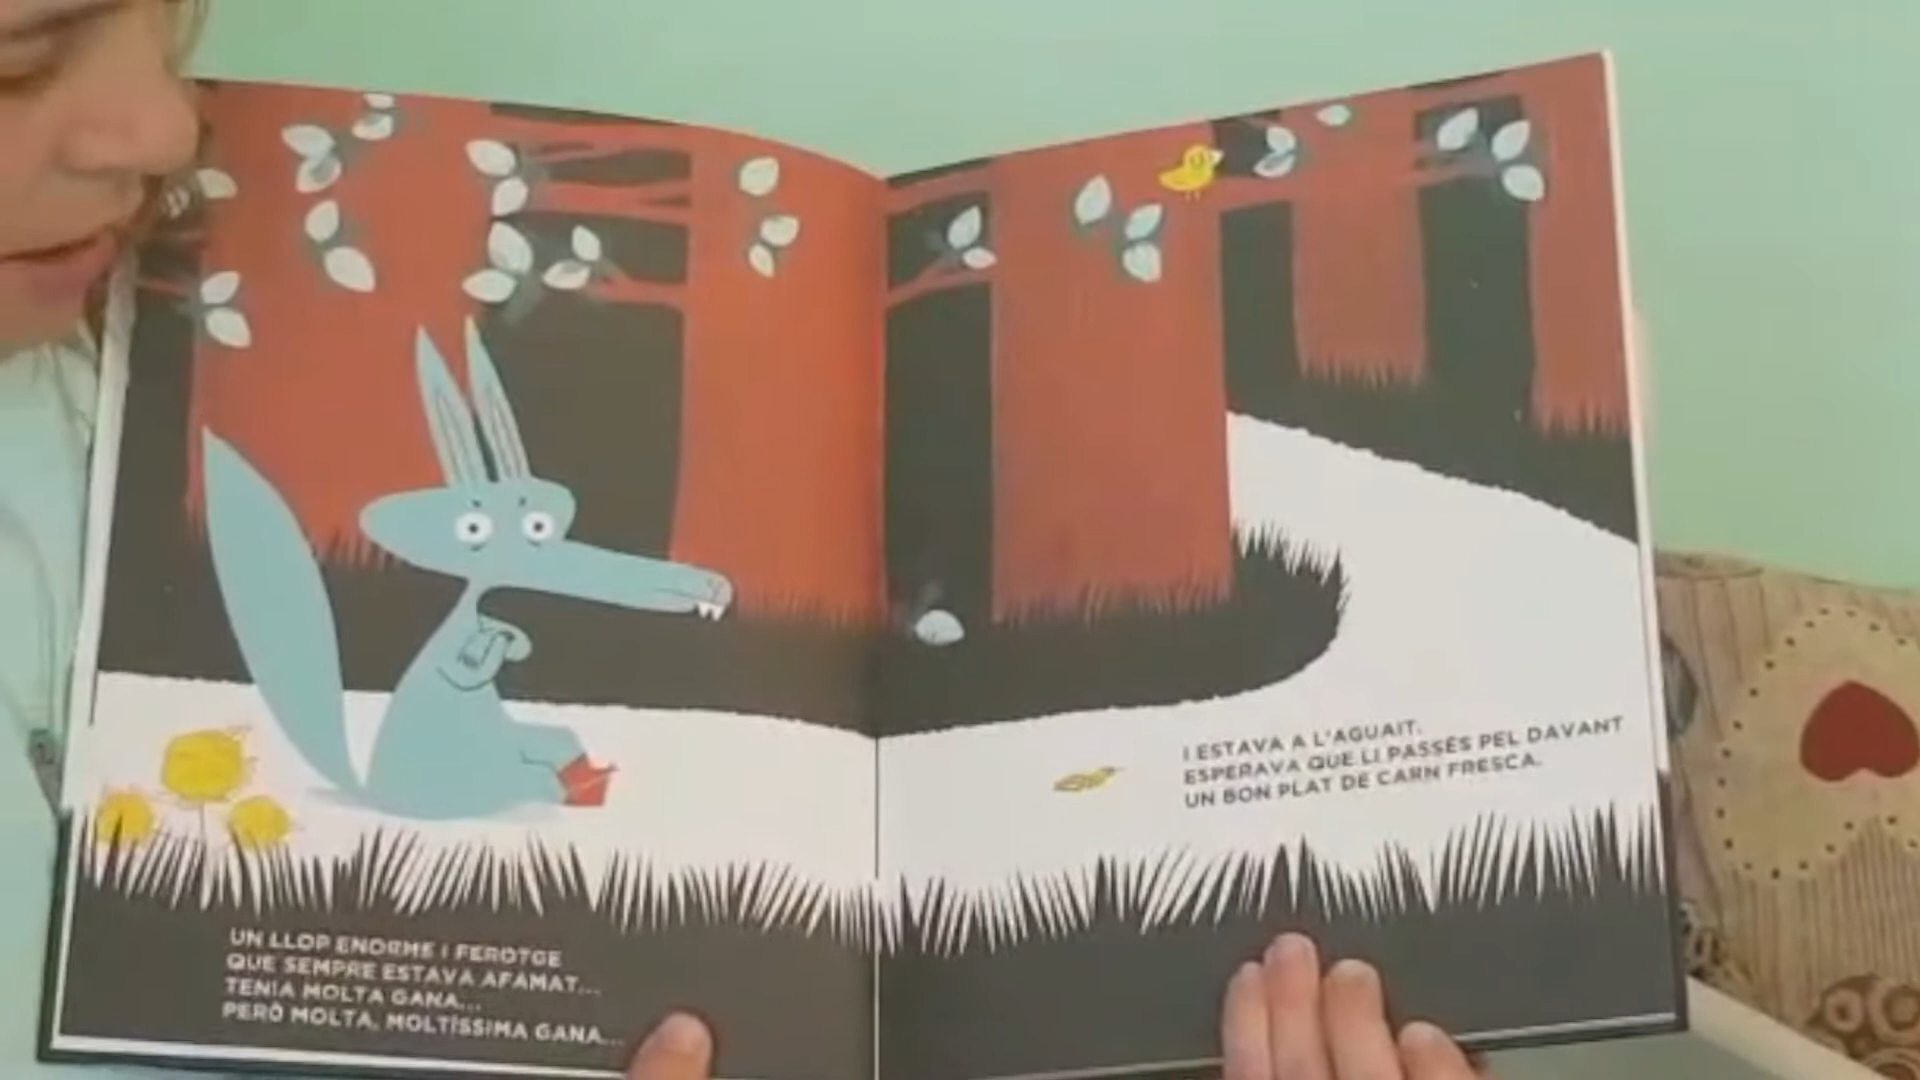 UN LLOP ENORME I FEROTGE
QUE SEMPRE ESTAVA AFAMAT...
TENIA MOLTA GANA...
PERÒ MOLTA, MOLTÍSSIMA GANA...
I ESTAVA A L'AGUAIT.
ESPERAVA QUE LI PASSÉS PEL DAVANT
UN BON PLAT DE CARN FRESCA.